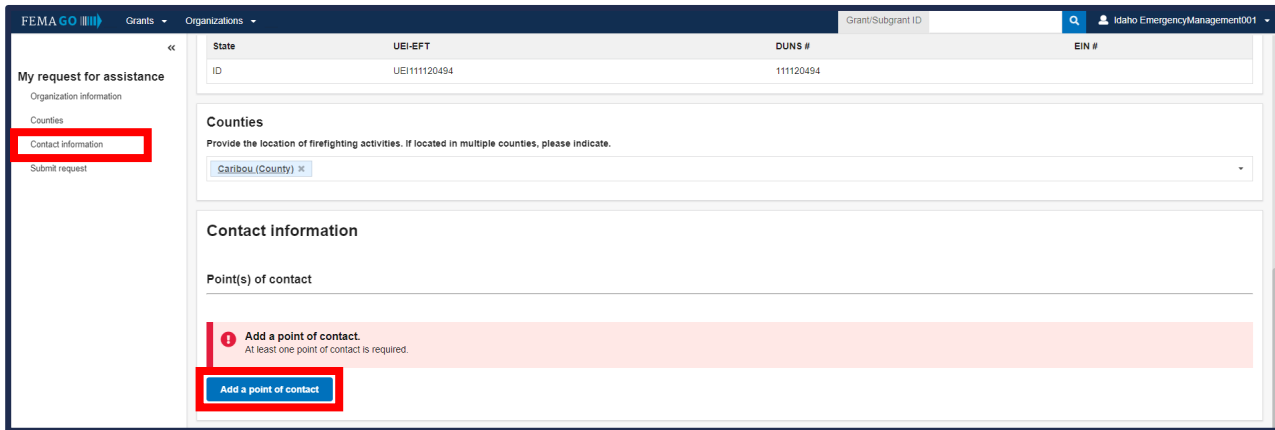 FEMA GO Grants Organizations Grant/Subgrant ID Idaho EmergencyManagement001
«
My request for assistance
Organization information
Counties
Contact information
Submit request
State UEI-EFT DUNS # EIN #
ID UEI111120494 111120494
Counties
Provide the location of firefighting activities. If located in multiple counties, please indicate.
Caribou (County) ×
Contact information
Point(s) of contact
Add a point of contact.
At least one point of contact is required.
Add a point of contact